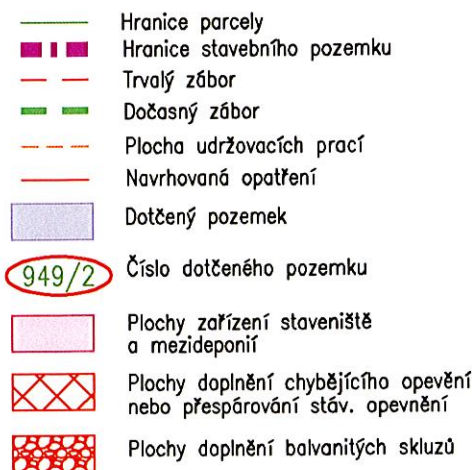 Hranice parcely
Hranice stavebního pozemku
Trvalý zábor
Dočasný zábor
Plocha udržovacích prací
Navrhovaná opatření
Dotčený pozemek
949/2 Číslo dotčeného pozemku
Plochy zařízení staveniště
a mezideponií
Plochy doplnění chybějícího opevění
nebo přespárování stáv. opevnění
Plochy doplnění balvanitých skluzů